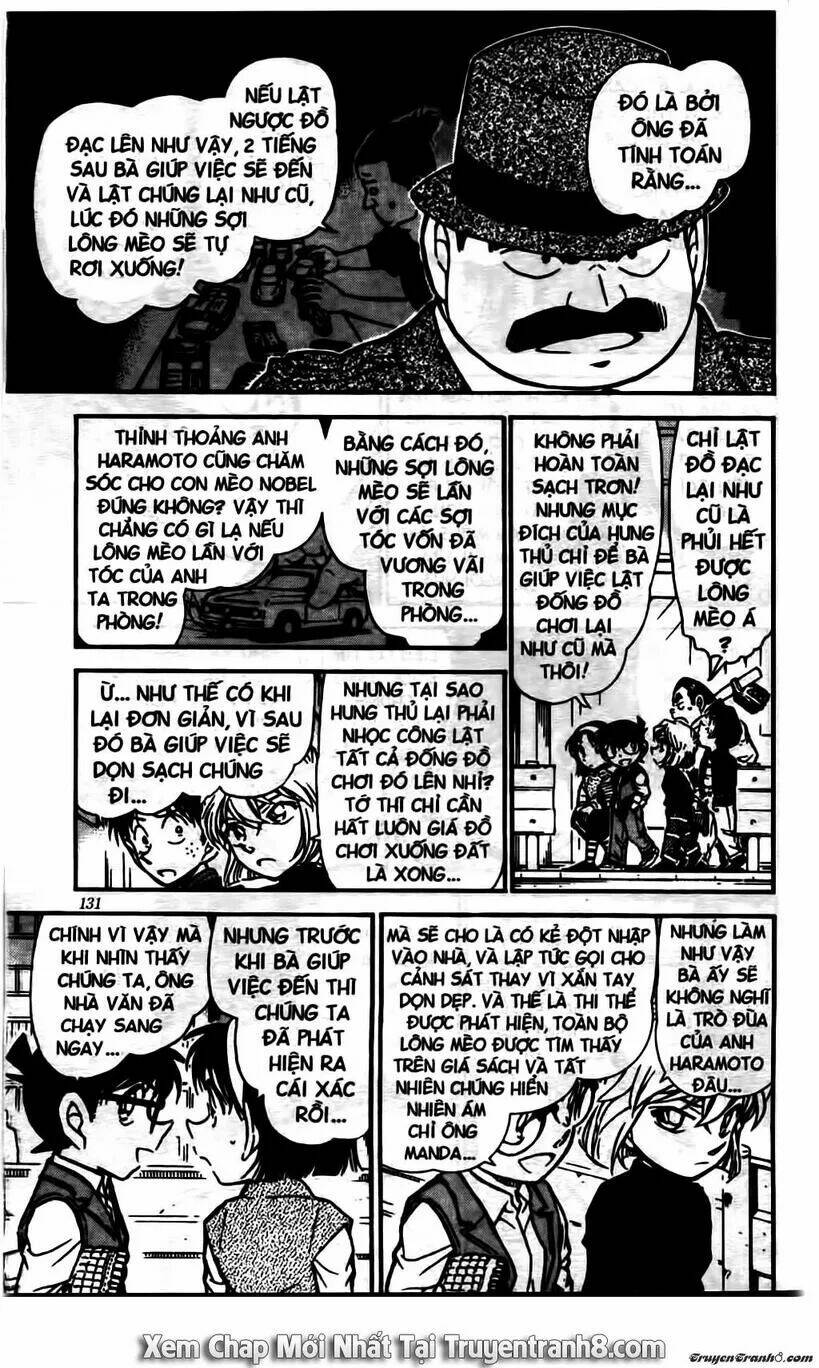 ĐÓ LÀ BỞI
ÔNG ĐÃ
TÍNH TOÁN
RẰNG...
NẾU LẬT
NGƯỢC ĐỒ
ĐẠC LÊN NHƯ VẬY, 2 TIẾNG
SAU BÀ GIÚP VIỆC SẼ ĐẾN
VÀ LẬT CHÚNG LẠI NHƯ CŨ,
LÚC ĐÓ NHỮNG SỢI
LÔNG MÈO SẼ TỰ
RƠI XUỐNG!
CHỈ LẬT
ĐỒ ĐẠC
LẠI NHƯ
CŨ LÀ
PHỦI HẾT
ĐƯỢC
LÔNG
MÈO Á
?
KHÔNG PHẢI
HOÀN TOÀN
SẠCH TRƠN!
NHƯNG MỤC
ĐÍCH CỦA HUNG
THỦ CHỈ ĐỂ BÀ
GIÚP VIỆC LẬT
ĐỐNG ĐỒ
CHƠI LẠI
NHƯ CŨ MÀ
THÔI!
BẰNG CÁCH ĐÓ,
NHỮNG SỢI LÔNG
MÈO SẼ LẨN
VỚI CÁC SỢI
TÓC VỐN ĐÃ
VƯƠNG VÃI
TRONG
PHÒNG...
THỈNH THOẢNG ANH
HARAMOTO CŨNG CHĂM
SÓC CHO CON MÈO NOBEL
ĐÚNG KHÔNG? VẬY THÌ
CHẲNG CÓ GÌ LẠ NẾU
LÔNG MÈO LẨN VỚI
TÓC CỦA ANH
TA TRONG
PHÒNG!
NHƯNG TẠI SAO
HUNG THỦ LẠI PHẢI
NHỌC CÔNG LẬT
TẤT CẢ ĐỐNG ĐỒ
CHƠI ĐÓ LÊN NHỈ?
TỚ THÌ CHỈ CẦN
HẤT LUÔN GIÁ ĐỒ
CHƠI XUỐNG ĐẤT
LÀ XONG...
Ừ... NHƯ THẾ CÓ KHI
LẠI ĐƠN GIẢN, VÌ SAU
ĐÓ BÀ GIÚP VIỆC SẼ
DỌN SẠCH CHÚNG
ĐI...
131
NHƯNG LÀM
NHƯ VẬY
BÀ ẤY SẼ
KHÔNG NGHĨ
LÀ TRÒ ĐÙA
CỦA ANH
HARAMOTO
ĐÂU...
MÀ SẼ CHO LÀ CÓ KẺ ĐỘT NHẬP
VÀO NHÀ, VÀ LẬP TỨC GỌI CHO
CẢNH SÁT THAY VÌ XẮN TAY
DỌN DẸP. VÀ THẾ LÀ THI THỂ
ĐƯỢC PHÁT HIỆN, TOÀN BỘ
LÔNG MÈO ĐƯỢC TÌM THẤY
TRÊN GIÁ SÁCH VÀ TẤT
NHIÊN CHỨNG HIỂN
NHIÊN ÁM
CHỈ ÔNG
MANDA...
NHƯNG TRƯỚC
KHI BÀ GIÚP
VIỆC ĐẾN THÌ
CHÚNG TA
ĐÃ PHÁT
HIỆN RA
CÁI XÁC
RỒI...
CHÍNH VÌ VẬY MÀ
KHI NHÌN THẤY
CHÚNG TA, ÔNG
NHÀ VĂN ĐÃ
CHẠY SANG
NGAY...
Xem Chap Mới Nhất Tại Truyentranh8.com
TruyenTranh8.com